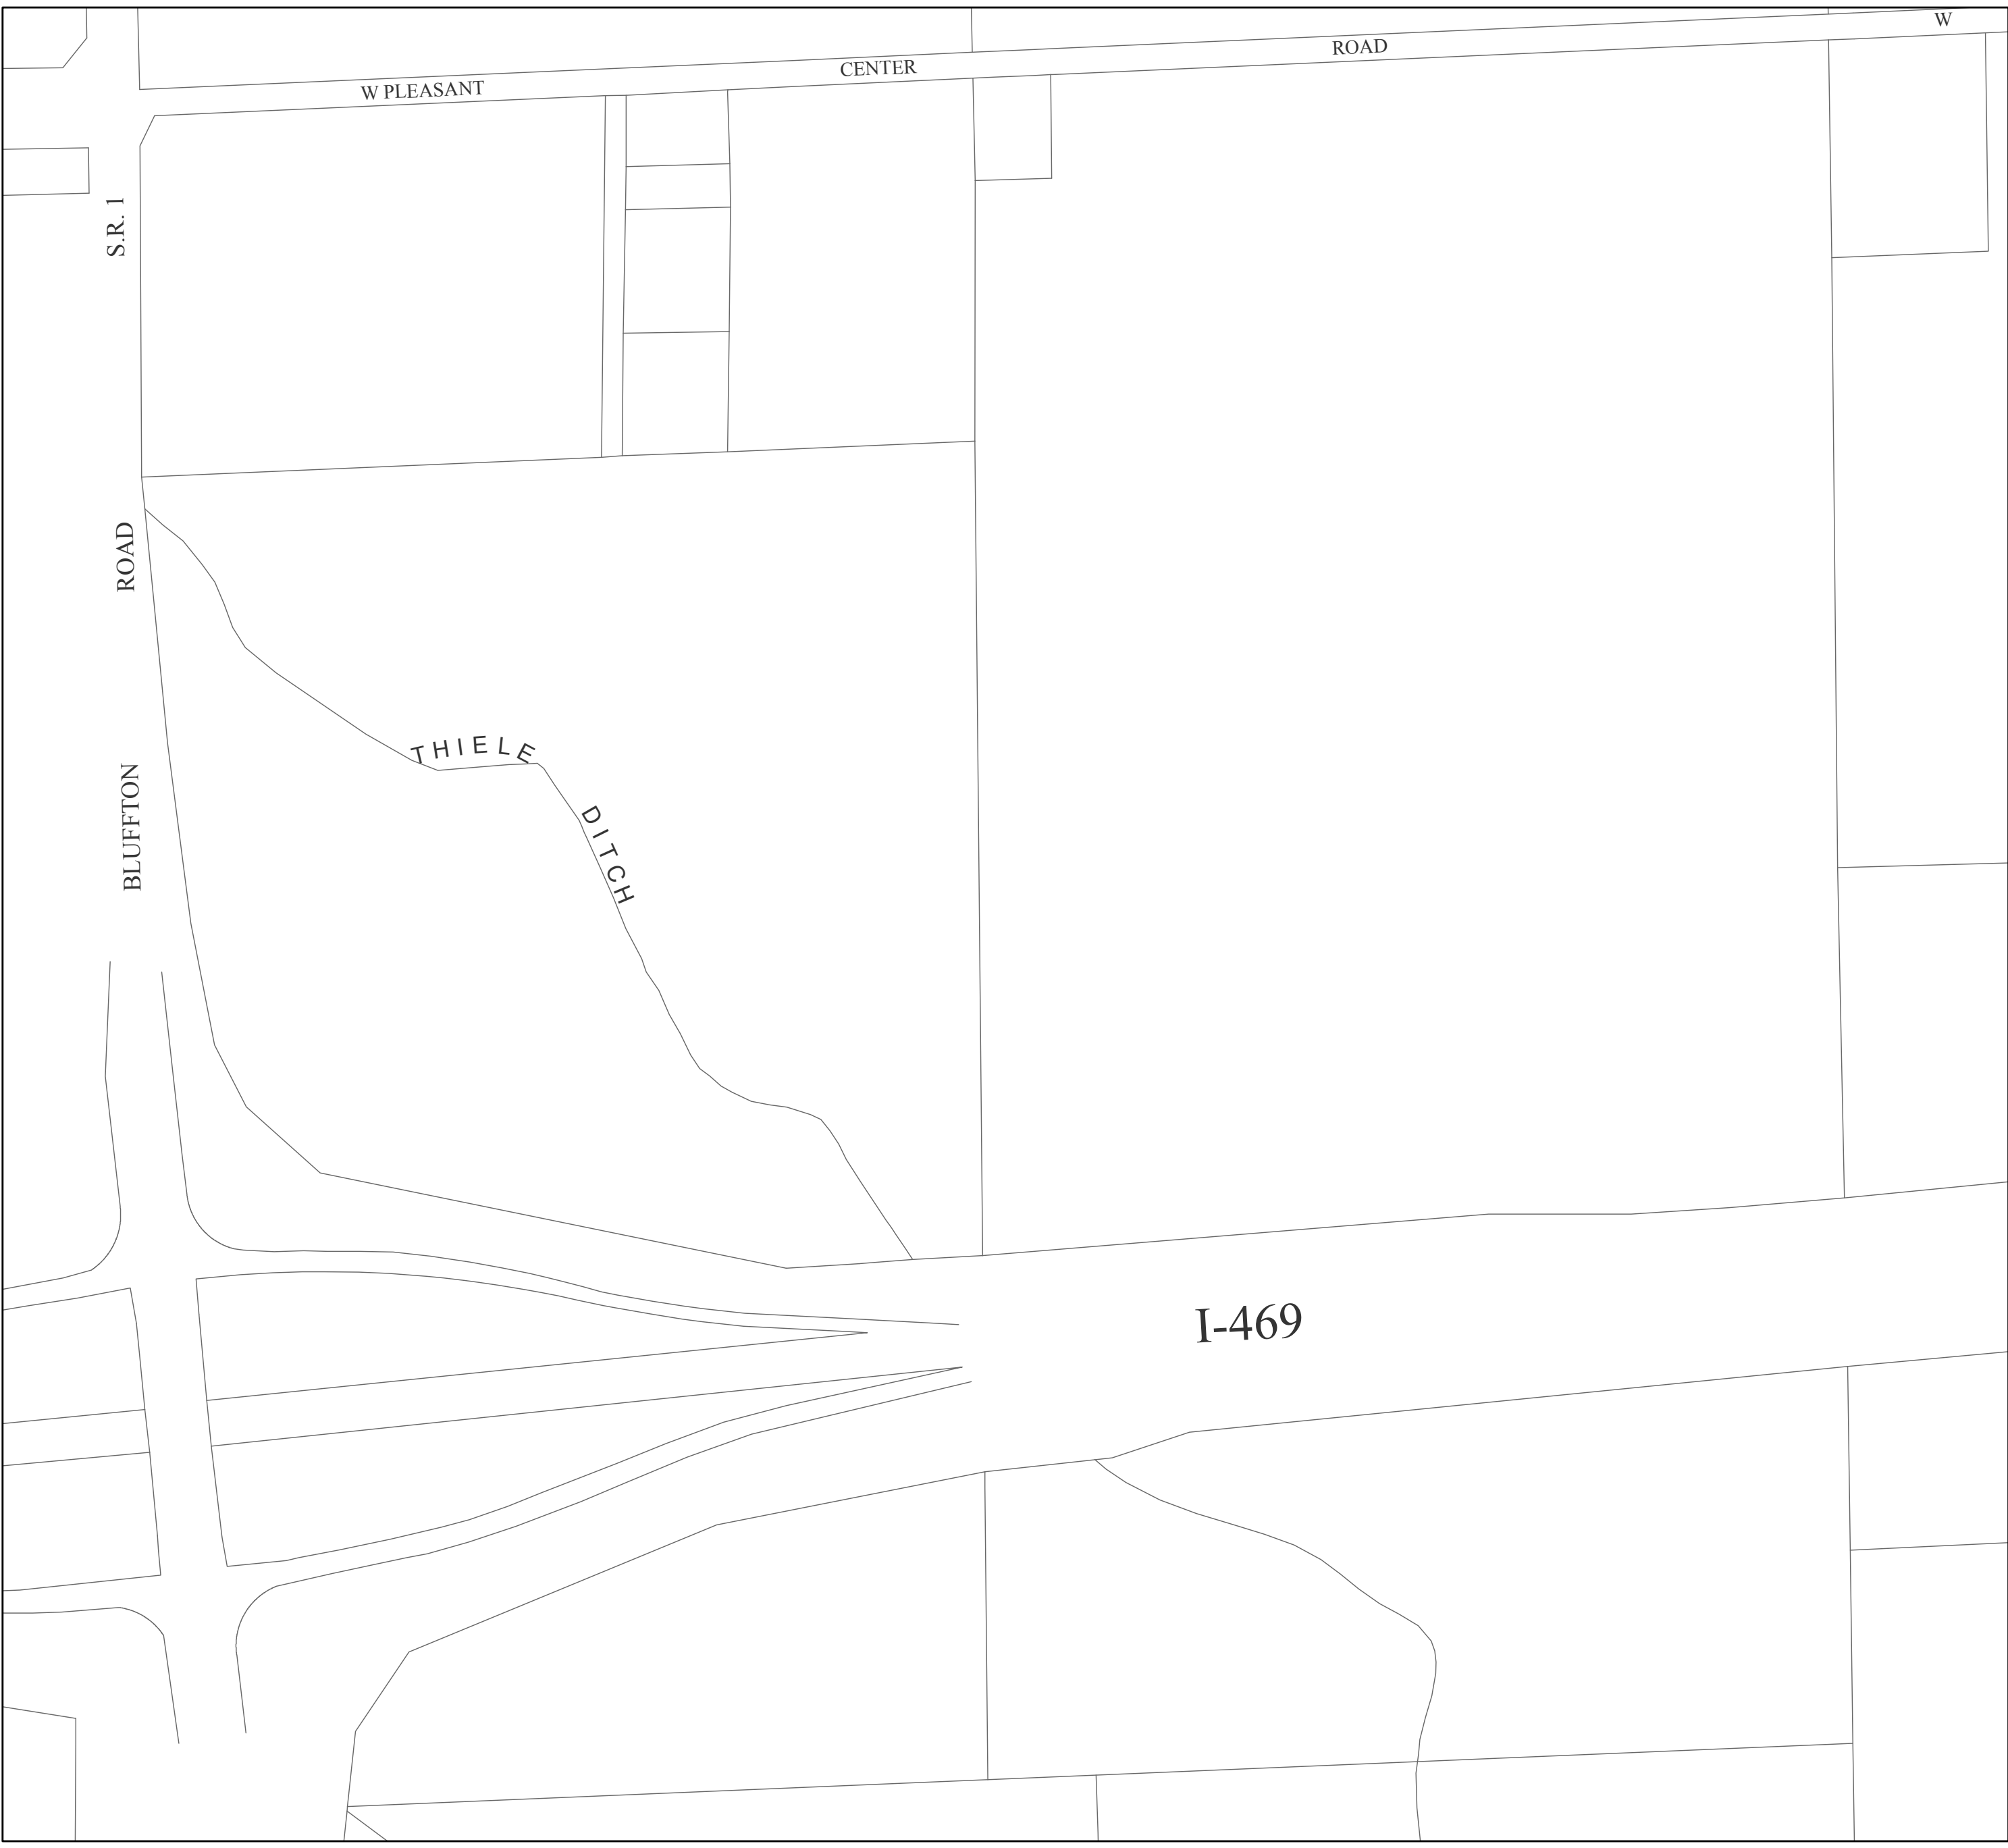 W
W PLEASANT CENTER ROAD
S.R. 1
BLUFFTON ROAD
THIELE DITCH
I-469